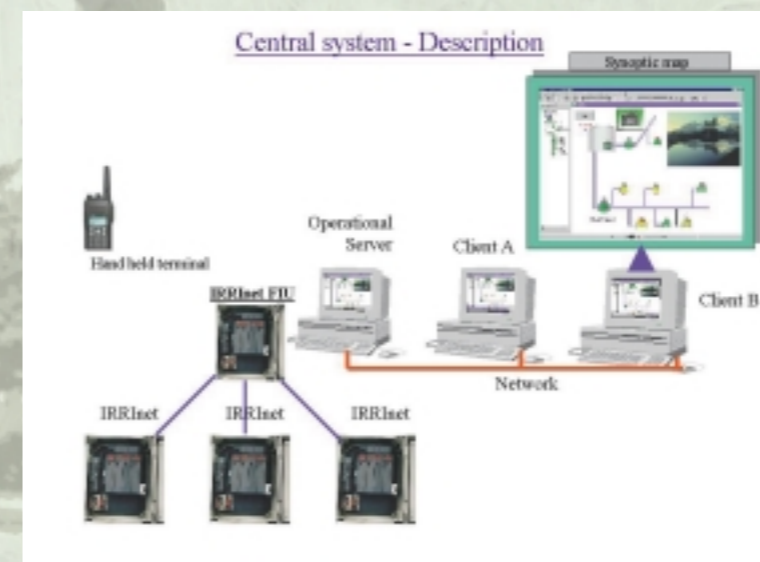 Central system - Description
Synoptic map
Operational
Server
Client A
Hand held terminal
IRRInet FIU
Client B
Network
IRRInet
IRRInet
IRRInet